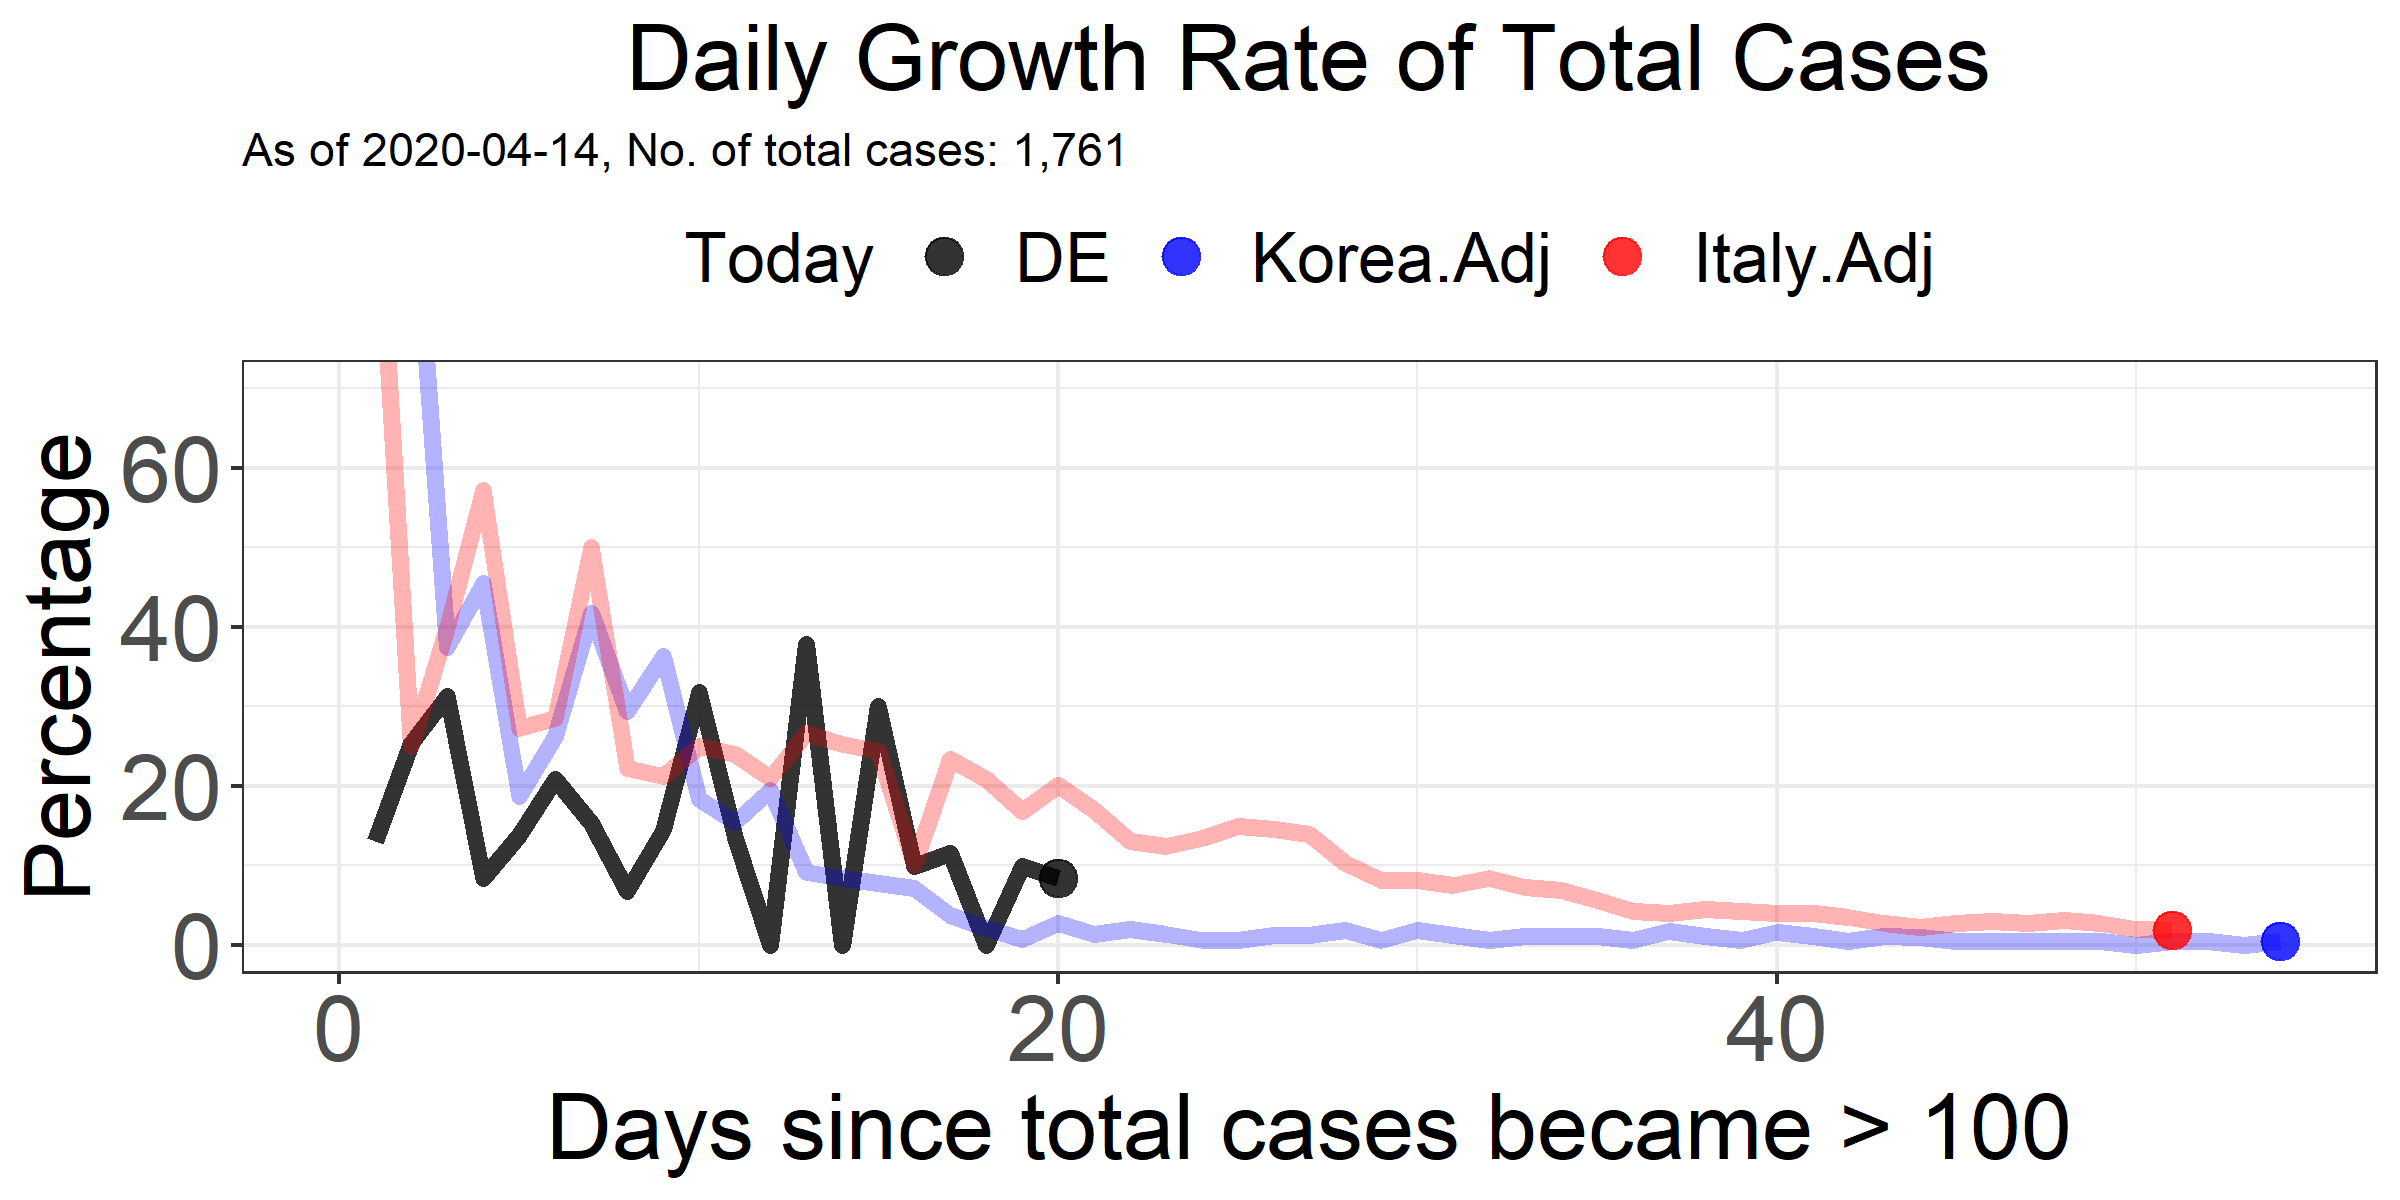 Daily Growth Rate of Total Cases
As of 2020-04-14, No. of total cases: 1,761
Today DE Korea.Adj Italy.Adj
Percentage
60
40
20
0
0 20 40
Days since total cases became > 100